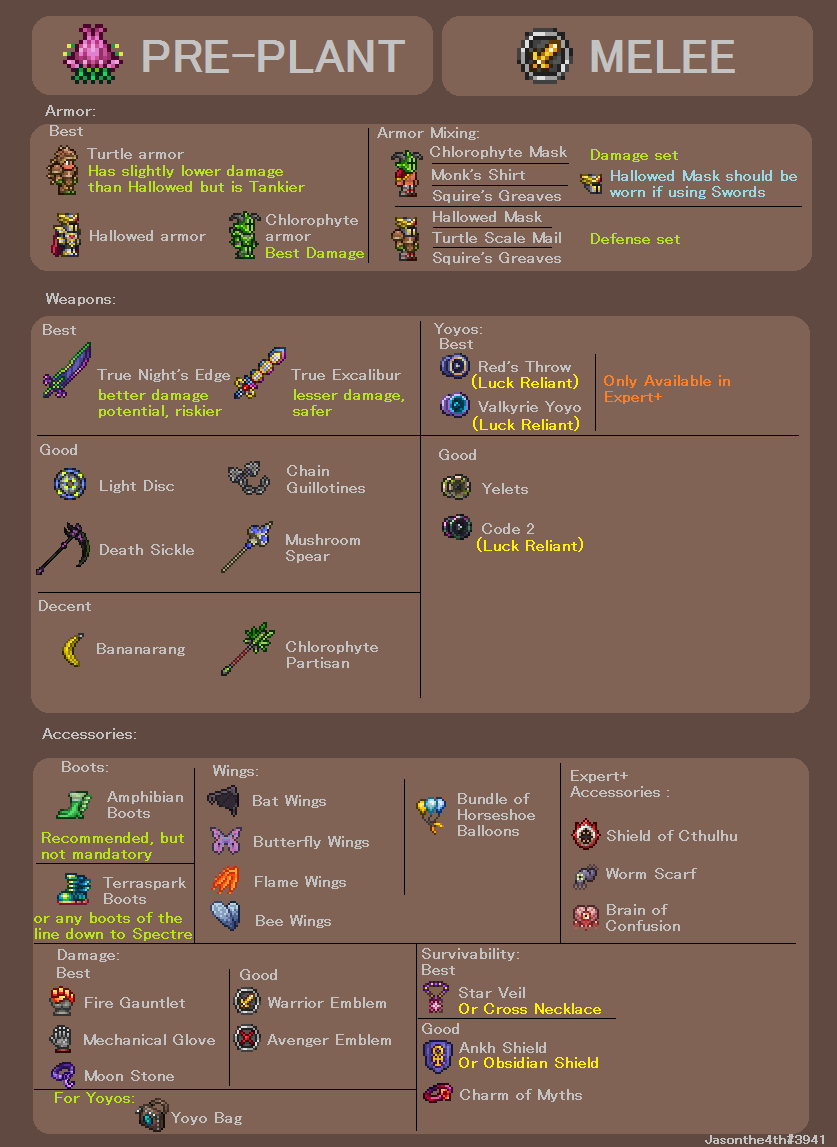 PRE-PLANT
MELEE
Armor:
Best
Turtle armor
Has slightly lower damage
than Hallowed but is Tankier
Hallowed armor
Chlorophyte
armor
Best Damage
Armor Mixing:
Chlorophyte Mask
Monk's Shirt
Squire's Greaves
Damage set
Hallowed Mask should be
worn if using Swords
Hallowed Mask
Turtle Scale Mail
Squire's Greaves
Defense set
Weapons:
Best
True Night's Edge
better damage
potential, riskier
True Excalibur
lesser damage,
safer
Yoyos:
Best
Red's Throw
(Luck Reliant)
Valkyrie Yoyo
(Luck Reliant)
Only Available in
Expert+
Good
Light Disc
Chain
Guillotines
Death Sickle
Mushroom
Spear
Good
Yelets
Code 2
(Luck Reliant)
Decent
Bananarang
Chlorophyte
Partisan
Accessories:
Boots:
Amphibian
Boots
Recommended, but
not mandatory
Terraspark
Boots
or any boots of the
line down to Spectre
Wings:
Bat Wings
Butterfly Wings
Flame Wings
Bee Wings
Bundle of
Horseshoe
Balloons
Expert+
Accessories :
Shield of Cthulhu
Worm Scarf
Brain of
Confusion
Damage:
Best
Fire Gauntlet
Mechanical Glove
Moon Stone
Good
Warrior Emblem
Avenger Emblem
For Yoyos:
Yoyo Bag
Survivability:
Best
Star Veil
Or Cross Necklace
Good
Ankh Shield
Or Obsidian Shield
Charm of Myths
Jasonthe4th#3941